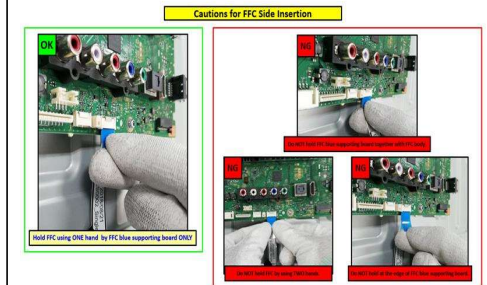 Cautions for FFC Side Insertion
OK
NG
Do NOT hold FFC blue supporting board together with FFC body
NG
NG
Hold FFC using ONE hand by FFC blue supporting board ONLY
Do NOT hold FFC by using TWO hands
Do NOT hold at the edge of FFC blue supporting board